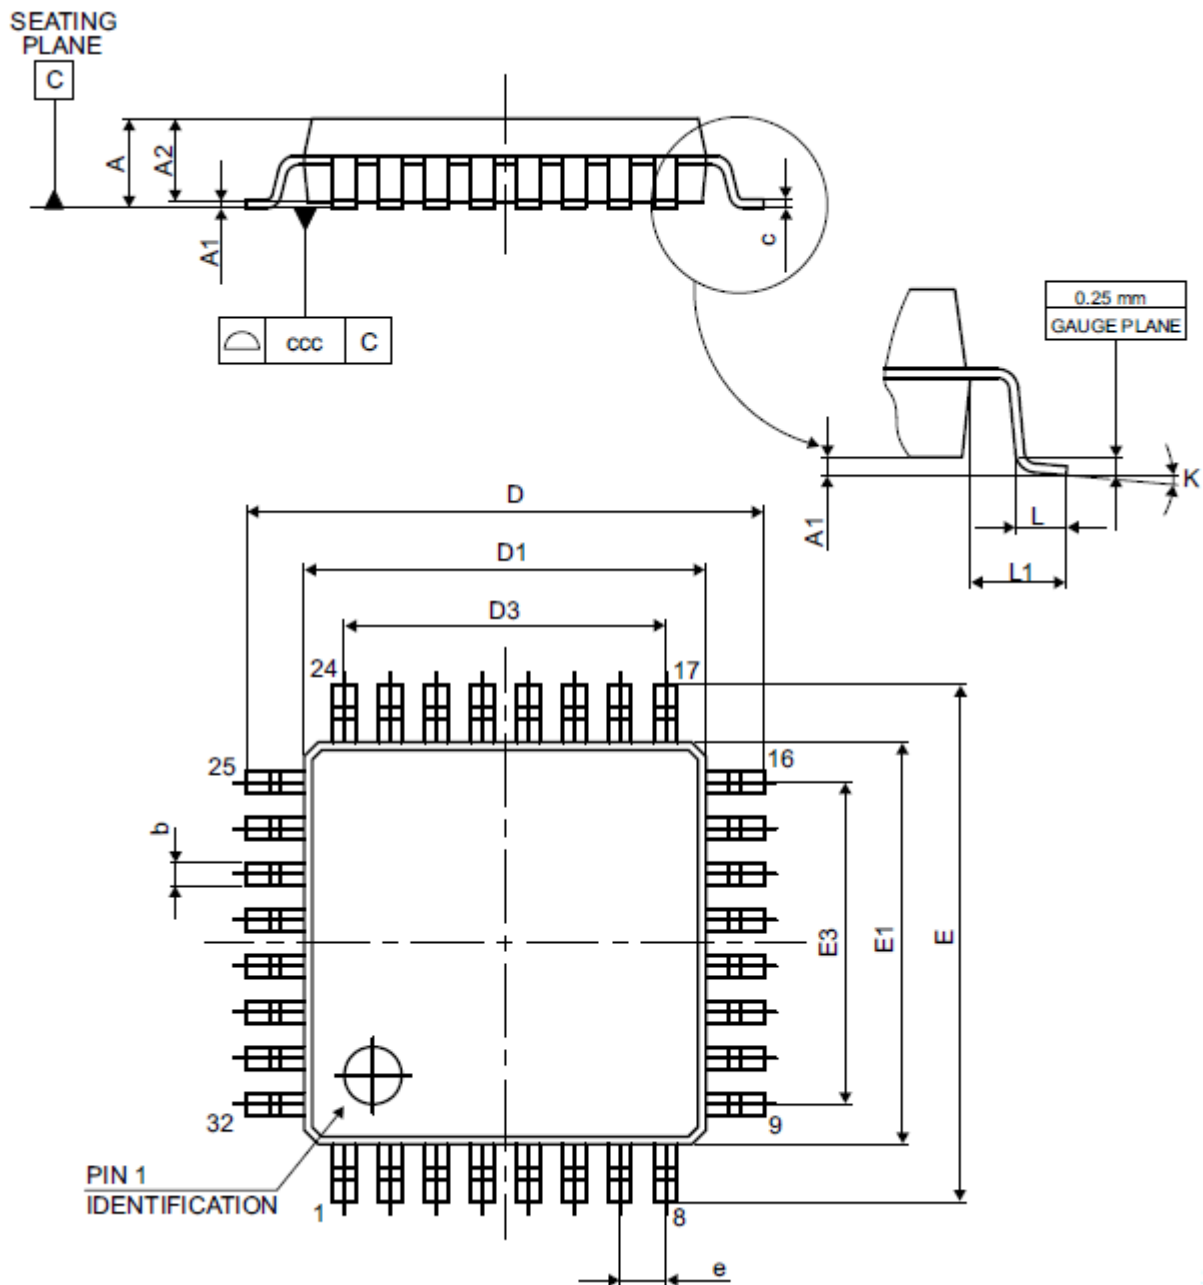 SEATING
PLANE
C
A
A2
A1
c
ccc C
0.25 mm
GAUGE PLANE
K
A1
L
L1
D
D1
D3
24
17
25
16
b
E3
E1
E
32
9
PIN 1
IDENTIFICATION
1
8
e